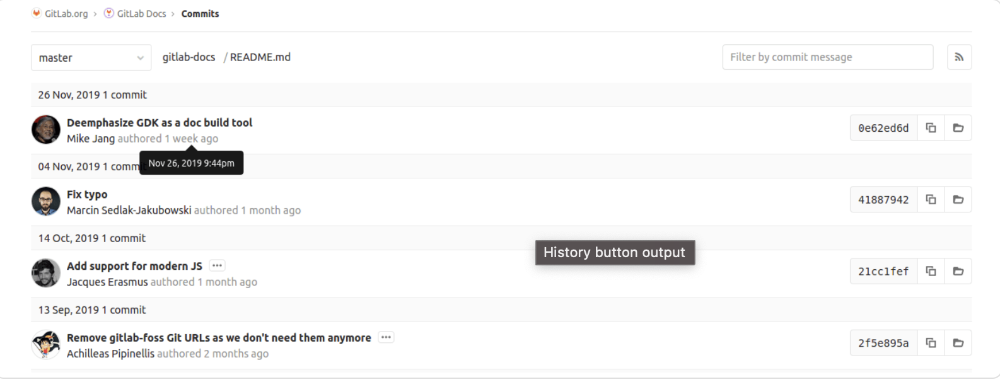 GitLab.org › GitLab Docs › Commits
master gitlab-docs / README.md Filter by commit message
26 Nov, 2019 1 commit
Deemphasize GDK as a doc build tool
0e62ed6d
Mike Jang authored 1 week ago
Nov 26, 2019 9:44pm
04 Nov, 2019 1 commi
Fix typo
41887942
Marcin Sedlak-Jakubowski authored 1 month ago
14 Oct, 2019 1 commit
History button output
Add support for modern JS
21cc1fef
Jacques Erasmus authored 1 month ago
13 Sep, 2019 1 commit
Remove gitlab-foss Git URLs as we don't need them anymore
2f5e895a
Achilleas Pipinellis authored 2 months ago